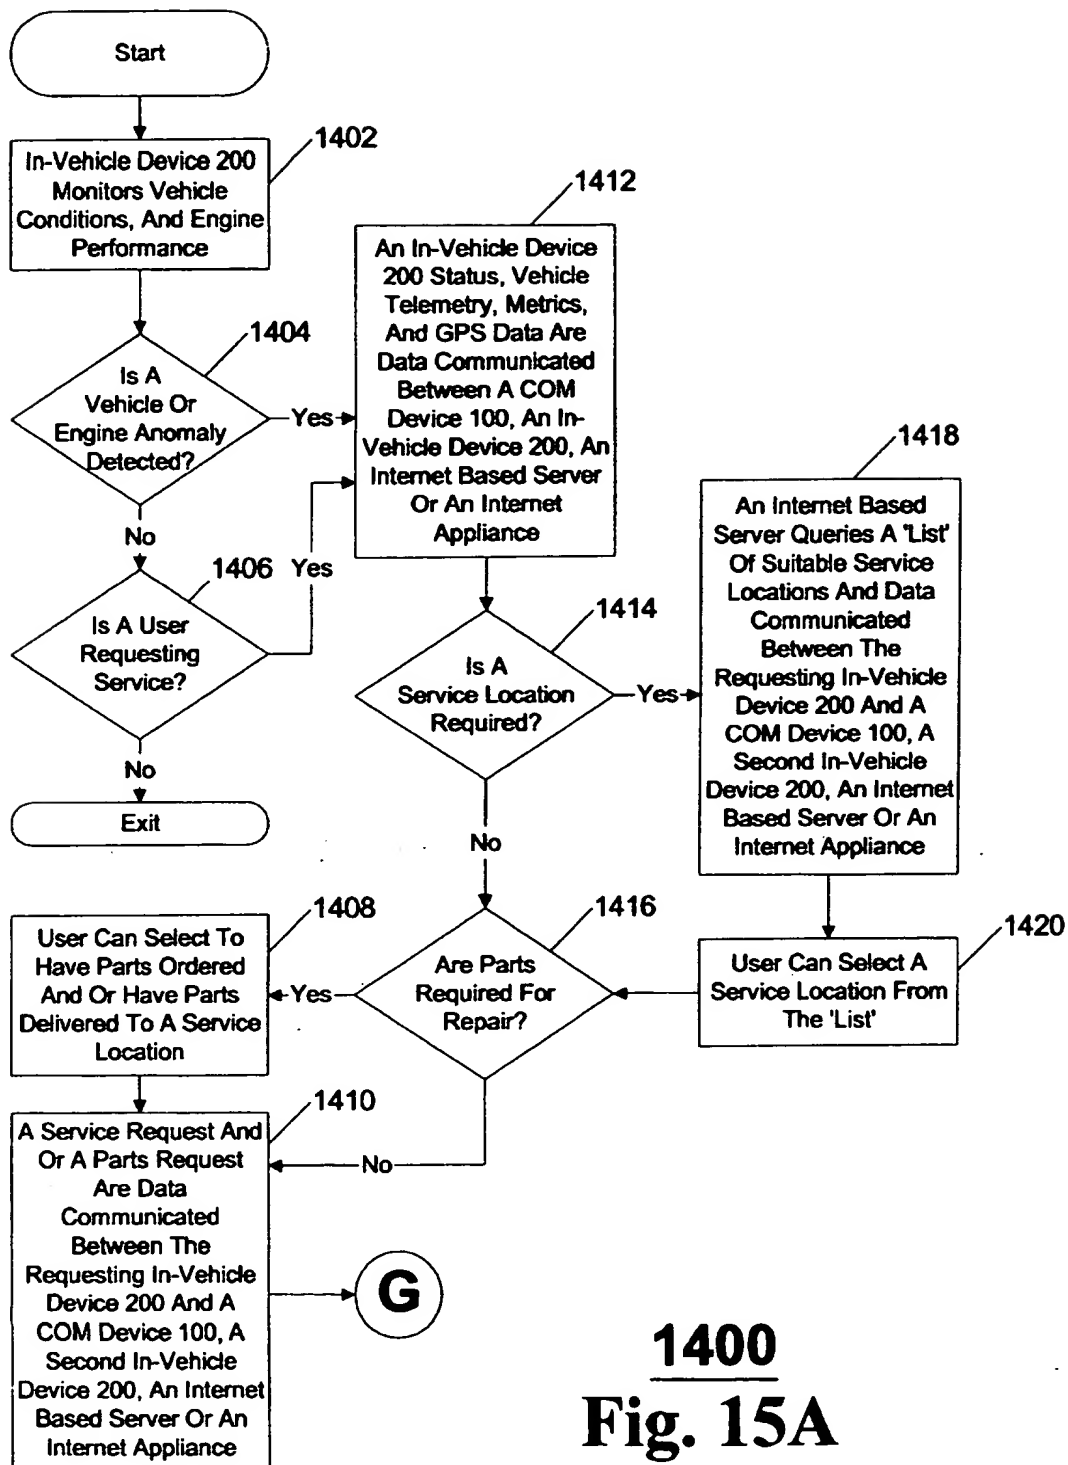 Start
1402
In-Vehicle Device 200
Monitors Vehicle
Conditions, And Engine
Performance
1404
Is A
Vehicle Or
Engine Anomaly
Detected?
Yes
No
1406
Is A User
Requesting
Service?
Yes
No
Exit
1412
An In-Vehicle Device
200 Status, Vehicle
Telemetry, Metrics,
And GPS Data Are
Data Communicated
Between A COM
Device 100, An In-
Vehicle Device 200, An
Internet Based Server
Or An Internet
Appliance
1414
Is A
Service Location
Required?
Yes
No
1418
An Internet Based
Server Queries A 'List'
Of Suitable Service
Locations And Data
Communicated
Between The
Requesting In-Vehicle
Device 200 And A
COM Device 100, A
Second In-Vehicle
Device 200, An Internet
Based Server Or An
Internet Appliance
1420
User Can Select A
Service Location From
The 'List'
1416
Are Parts
Required For
Repair?
Yes
No
1408
User Can Select To
Have Parts Ordered
And Or Have Parts
Delivered To A Service
Location
1410
A Service Request And
Or A Parts Request
Are Data
Communicated
Between The
Requesting In-Vehicle
Device 200 And A
COM Device 100, A
Second In-Vehicle
Device 200, An Internet
Based Server Or An
Internet Appliance
G
1400
Fig. 15A